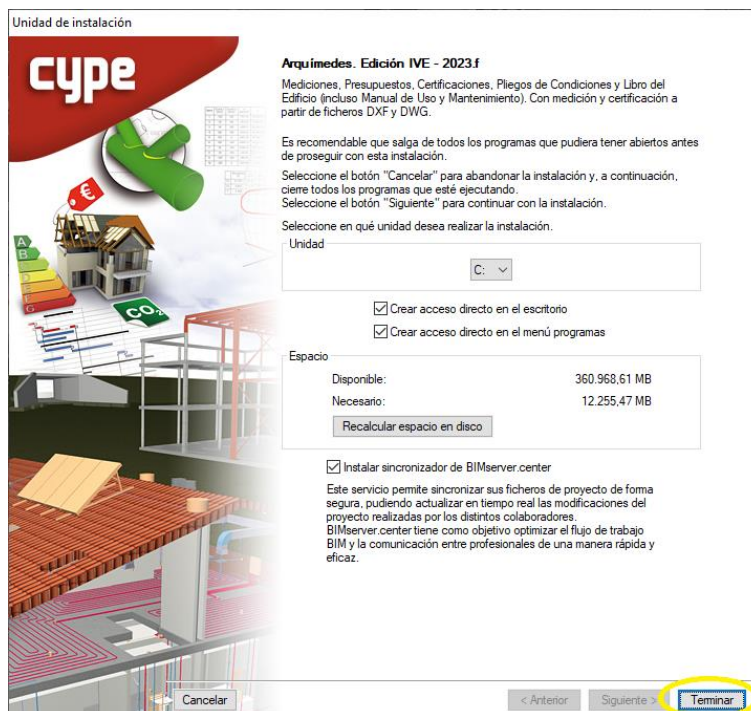 Unidad de instalación
cype
Arquímedes. Edición IVE - 2023.f
Mediciones, Presupuestos, Certificaciones, Pliegos de Condiciones y Libro del
Edificio (incluso Manual de Uso y Mantenimiento). Con medición y certificación a
partir de ficheros DXF y DWG.
Es recomendable que salga de todos los programas que pudiera tener abiertos antes
de proseguir con esta instalación.
Seleccione el botón "Cancelar" para abandonar la instalación y, a continuación,
cierre todos los programas que esté ejecutando.
Seleccione el botón "Siguiente" para continuar con la instalación.
Seleccione en qué unidad desea realizar la instalación.
Unidad
C:
Crear acceso directo en el escritorio
Crear acceso directo en el menú programas
Espacio
Disponible: 360.968,61 MB
Necesario: 12.255,47 MB
Recalcular espacio en disco
Instalar sincronizador de BIMserver.center
Este servicio permite sincronizar sus ficheros de proyecto de forma
segura, pudiendo actualizar en tiempo real las modificaciones del
proyecto realizadas por los distintos colaboradores.
BIMserver.center tiene como objetivo optimizar el flujo de trabajo
BIM y la comunicación entre profesionales de una manera rápida y
eficaz.
€
A
B
C
D
E
F
G
CO2
Cancelar
< Anterior
Siguiente >
Terminar